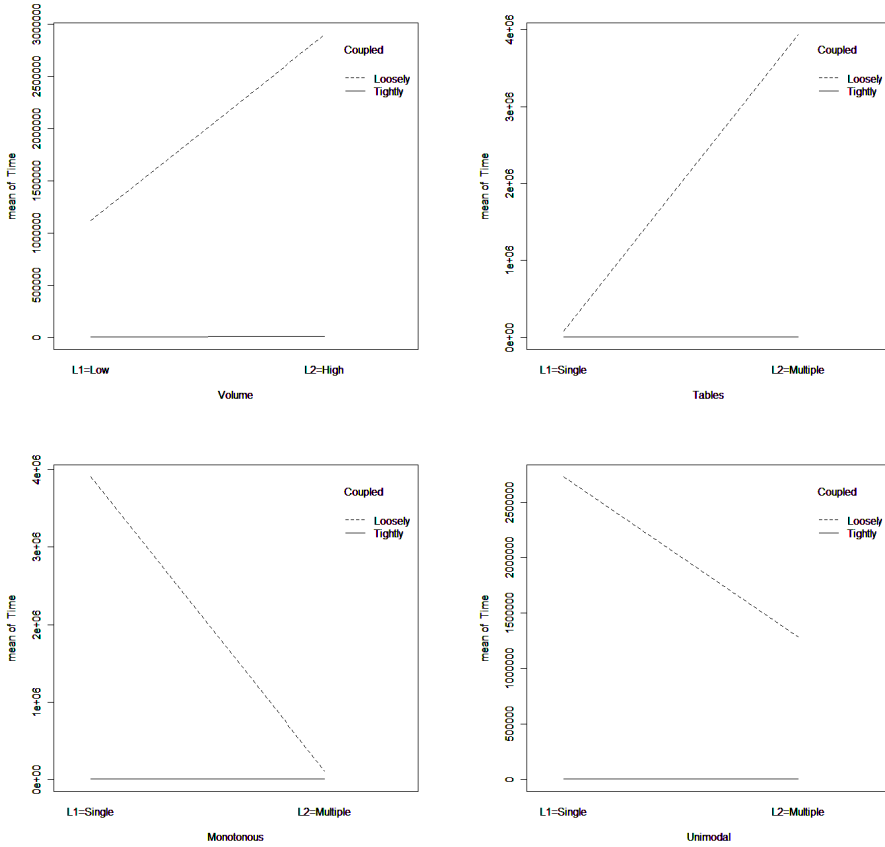 3000000
2500000
2000000
1500000
1000000
500000
0
mean of Time
Coupled
Loosely
Tightly
L1=Low
L2=High
Volume
4e+06
3e+06
2e+06
1e+06
0e+00
mean of Time
Coupled
Loosely
Tightly
L1=Single
L2=Multiple
Tables
4e+06
3e+06
2e+06
1e+06
0e+00
mean of Time
Coupled
Loosely
Tightly
L1=Single
L2=Multiple
Monotonous
2500000
2000000
1500000
1000000
500000
0
mean of Time
Coupled
Loosely
Tightly
L1=Single
L2=Multiple
Unimodal